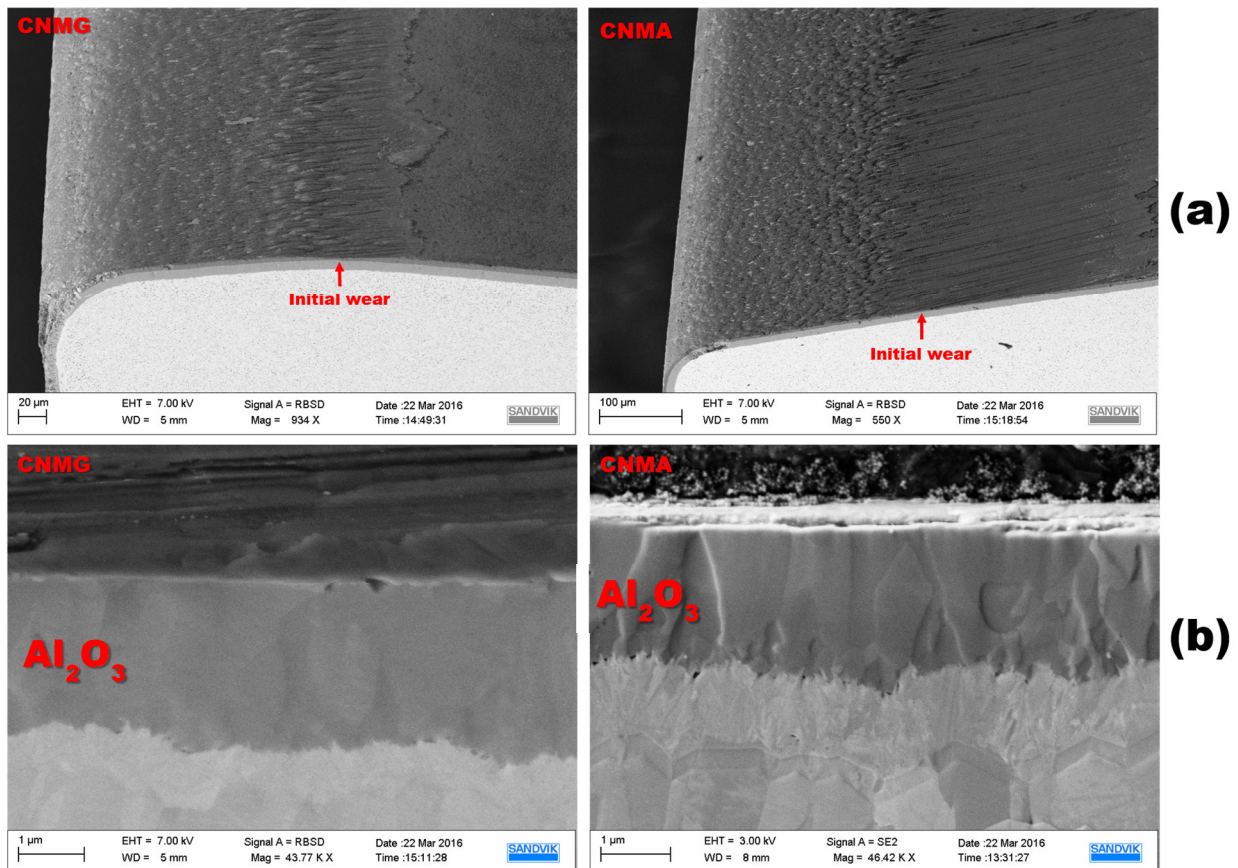 CNMG
Initial wear
20 µm
EHT = 7.00 kV
WD = 5 mm
Signal A = RBSD
Mag = 934 X
Date :22 Mar 2016
Time :14:49:31
SANDVIK
CNMA
Initial wear
100 µm
EHT = 7.00 kV
WD = 5 mm
Signal A = RBSD
Mag = 550 X
Date :22 Mar 2016
Time :15:18:54
SANDVIK
(a)
CNMG
Al₂O₃
1 µm
EHT = 7.00 kV
WD = 5 mm
Signal A = RBSD
Mag = 43.77 K X
Date :22 Mar 2016
Time :15:11:28
SANDVIK
CNMA
Al₂O₃
1 µm
EHT = 3.00 kV
WD = 8 mm
Signal A = SE2
Mag = 46.42 K X
Date :22 Mar 2016
Time :13:31:27
SANDVIK
(b)